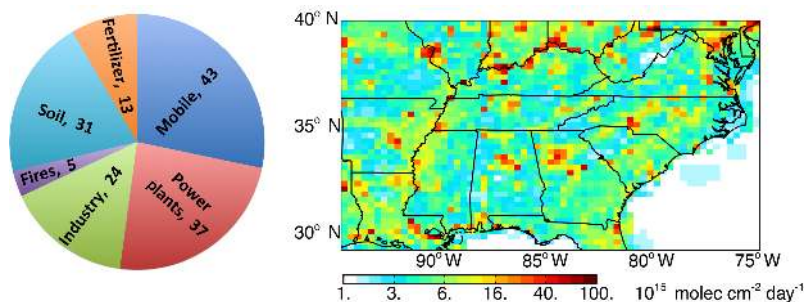 Fertilizer, 13
Mobile, 43
Soil, 31
Fires, 5
Industry, 24
Power
plants, 37
40° N
35° N
30° N
90°W 85°W 80°W 75°W
1. 3. 6. 16. 40. 100. 10¹⁵ molec cm⁻² day⁻¹